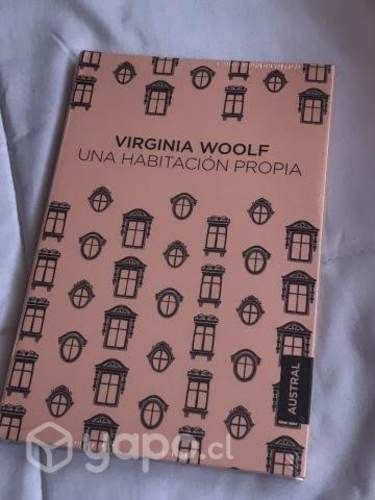 VIRGINIA WOOLF
UNA HABITACIÓN PROPIA
AUSTRAL
yapo.cl